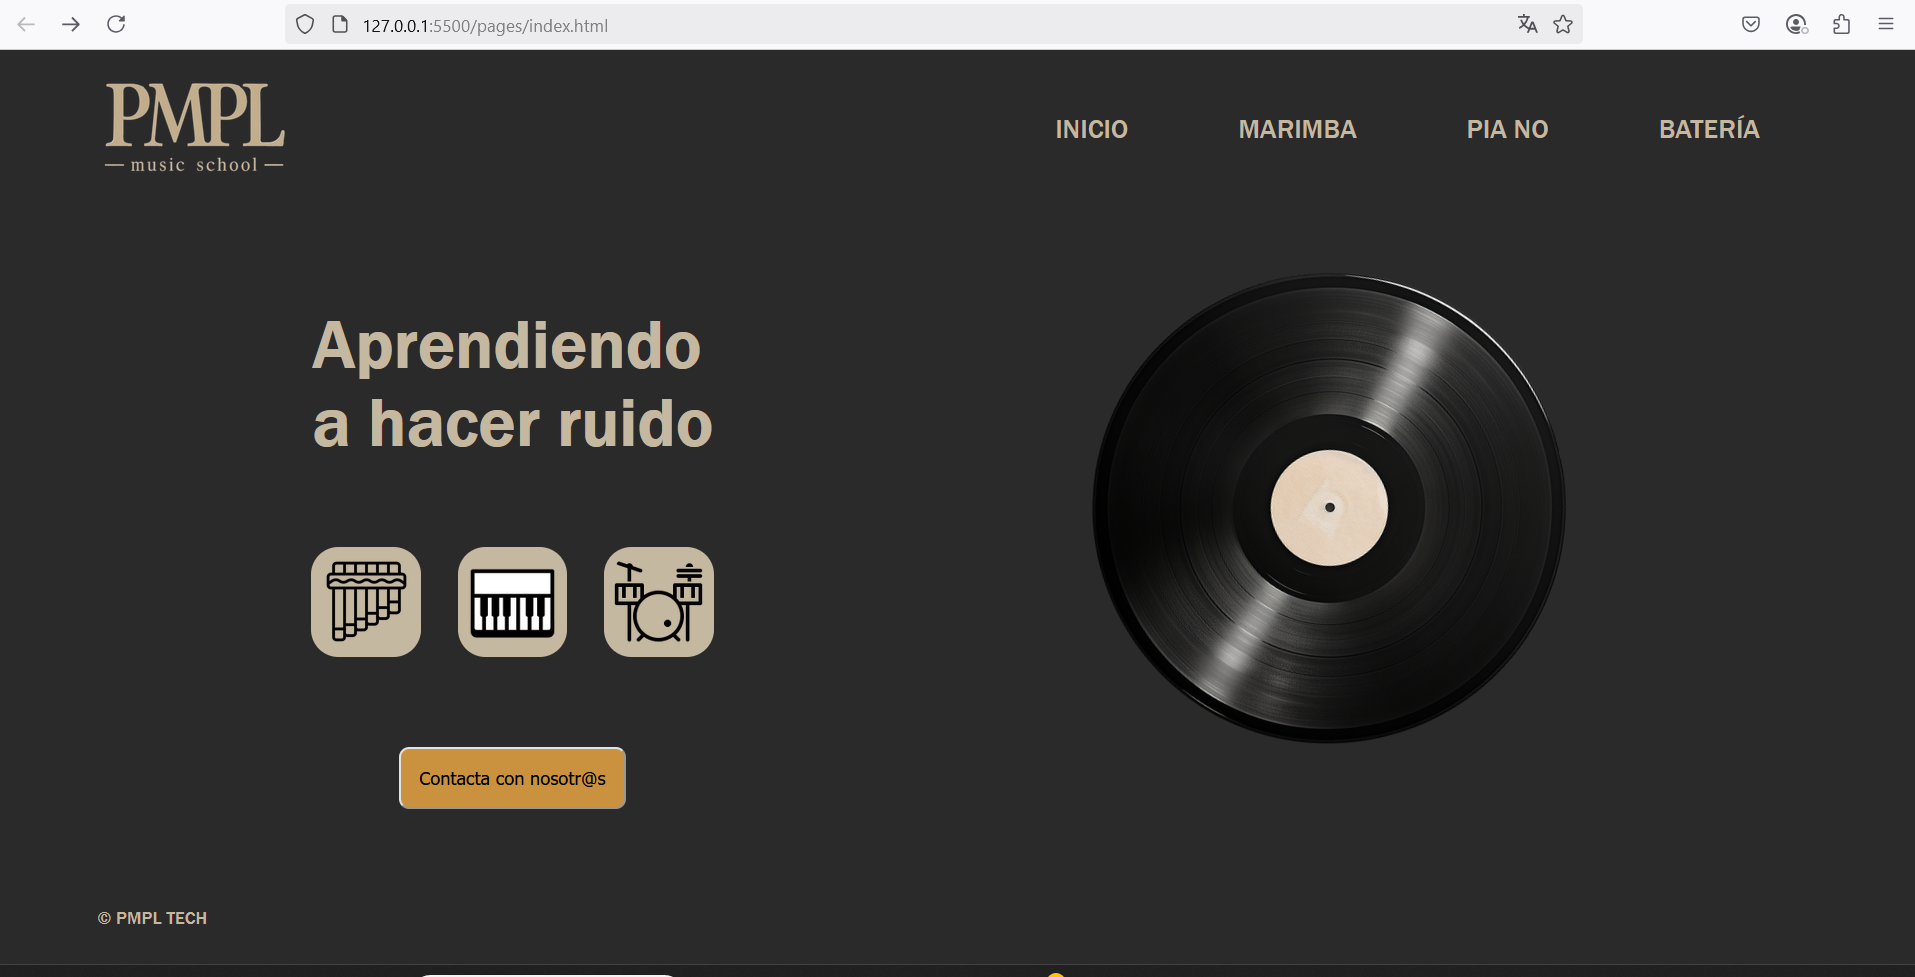 127.0.0.1:5500/pages/index.html
PMPL
music school
INICIO MARIMBA PIA NO BATERÍA
Aprendiendo
a hacer ruido
Contacta con nosotr@s
© PMPL TECH